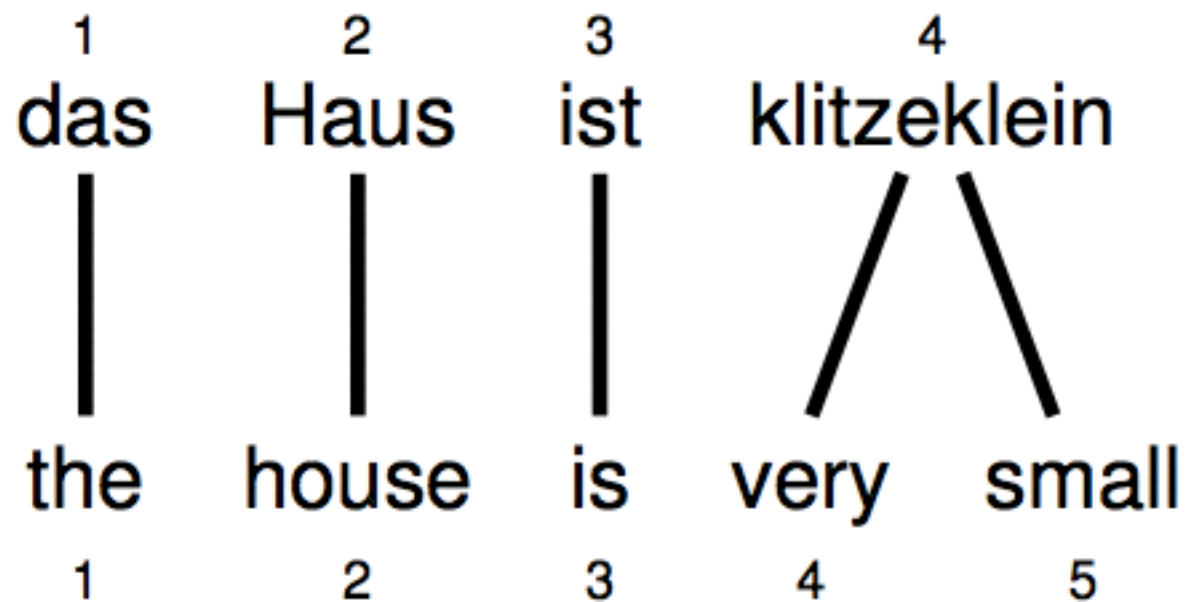 1 2 3 4
das Haus ist klitzeklein
the house is very small
1 2 3 4 5